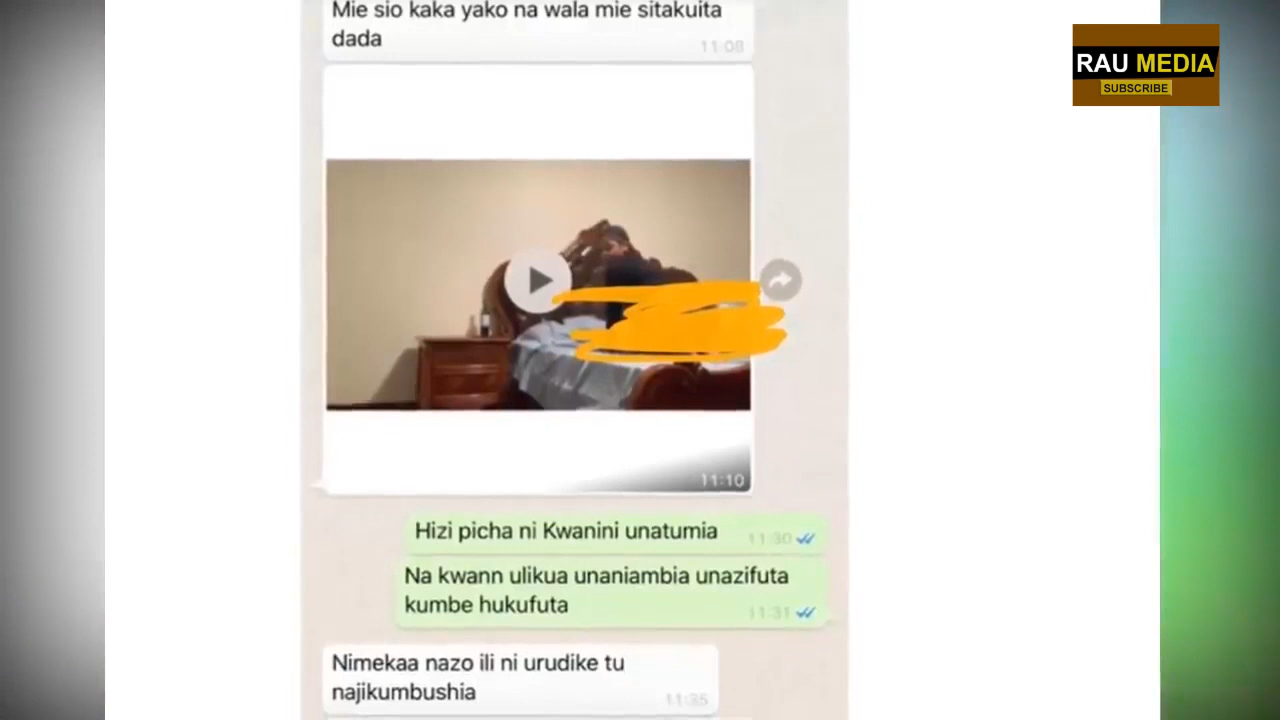 Mie sio kaka yako na wala mie sitakuita
dada
11:08
RAU MEDIA
SUBSCRIBE
11:10
Hizi picha ni Kwanini unatumia
11:30
Na kwann ulikua unaniambia unazifuta
kumbe hukufuta
11:31
Nimekaa nazo ili ni urudike tu
najikumbushia
11:35